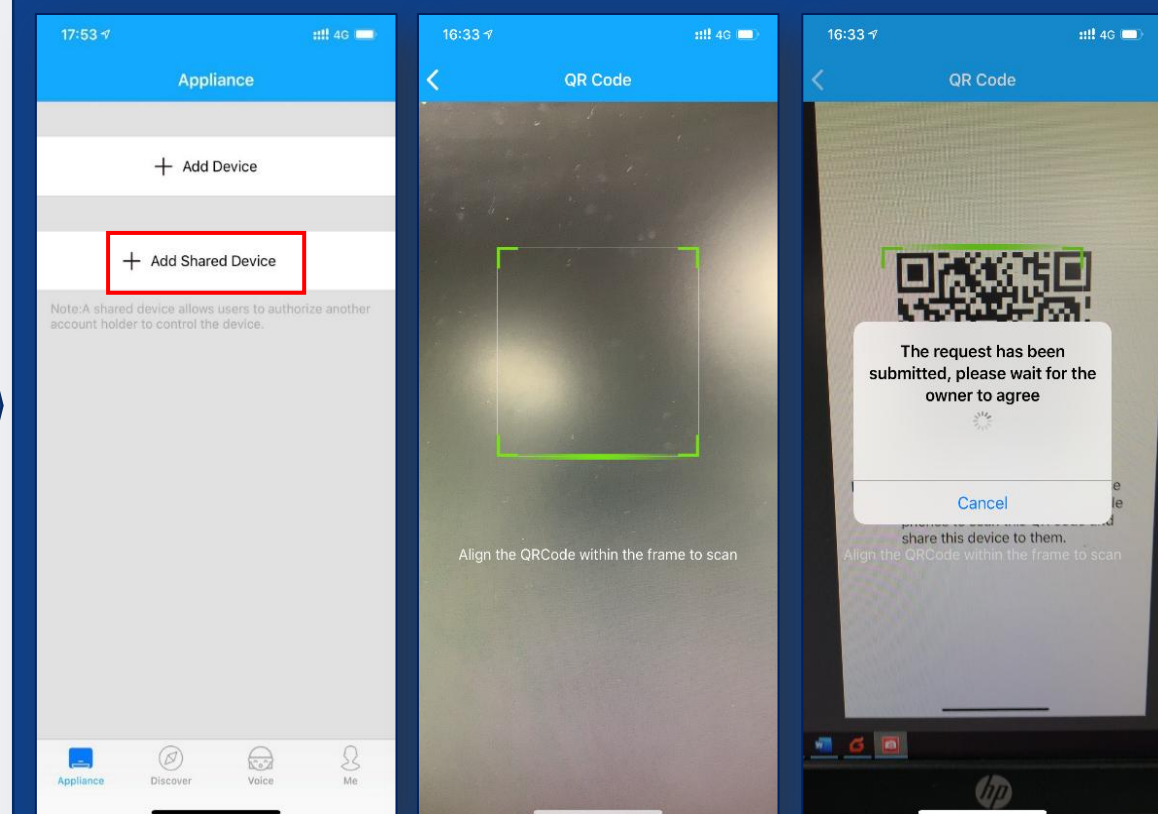 17:53
4G
Appliance
+ Add Device
+ Add Shared Device
Note:A shared device allows users to authorize another
account holder to control the device.
Appliance
Discover
Voice
Me
16:33
4G
QR Code
Align the QRCode within the frame to scan
16:33
4G
QR Code
The request has been
submitted, please wait for the
owner to agree
Cancel
share this device to them.
Align the QRCode within the frame to scan
hp